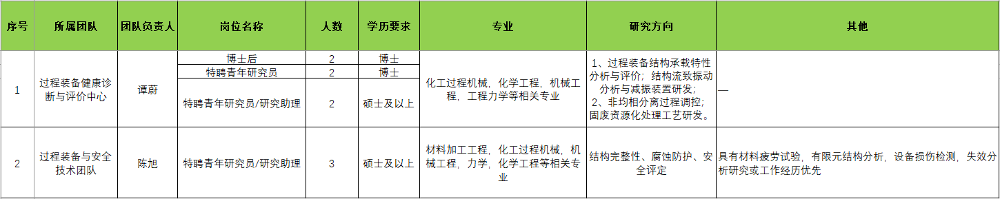 序号
所属团队
团队负责人
岗位名称
人数
学历要求
专业
研究方向
其他
1
过程装备健康诊
断与评价中心
谭蔚
博士后
2
博士
特聘青年研究员
2
博士
特聘青年研究员/研究助理
2
硕士及以上
化工过程机械，化学工程，机械工
程，工程力学等相关专业
1、过程装备结构承载特性
分析与评价；结构流致振动
分析与减振装置研发；
2、非均相分离过程调控；
固废资源化处理工艺研发。
—
2
过程装备与安全
技术团队
陈旭
特聘青年研究员/研究助理
3
硕士及以上
材料加工工程，化工过程机械，机
械工程，力学，化学工程等相关专
业
结构完整性、腐蚀防护、安
全评定
具有材料疲劳试验，有限元结构分析，设备损伤检测，失效分
析研究或工作经历优先